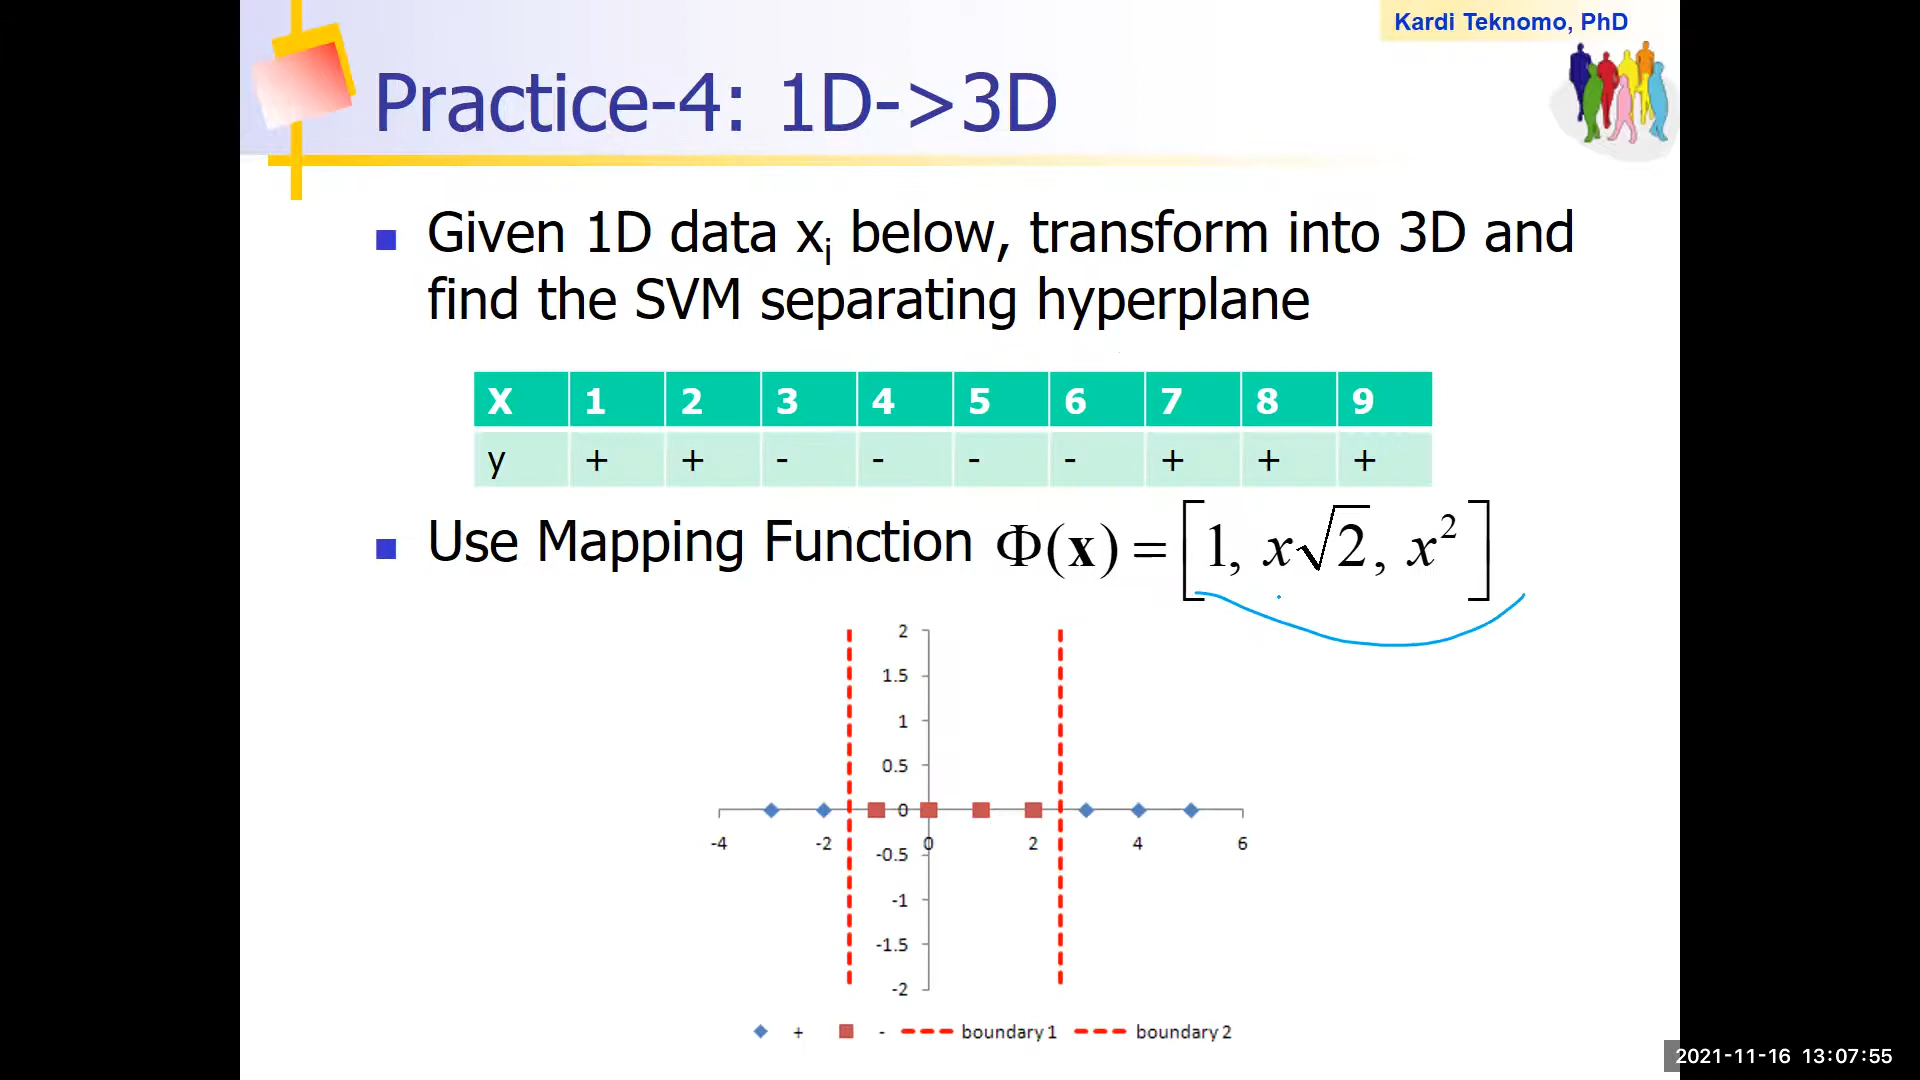 Kardi Teknomo, PhD
Practice-4: 1D->3D
Given 1D data xᵢ below, transform into 3D and
find the SVM separating hyperplane
X 1 2 3 4 5 6 7 8 9
y + + - - - - + + +
Use Mapping Function Φ(x) = [1, x√2, x²]
2
1.5
1
0.5
0
-4 -2 0 2 4 6
-0.5
-1
-1.5
-2
+ - boundary 1 boundary 2
2021-11-16 13:07:55